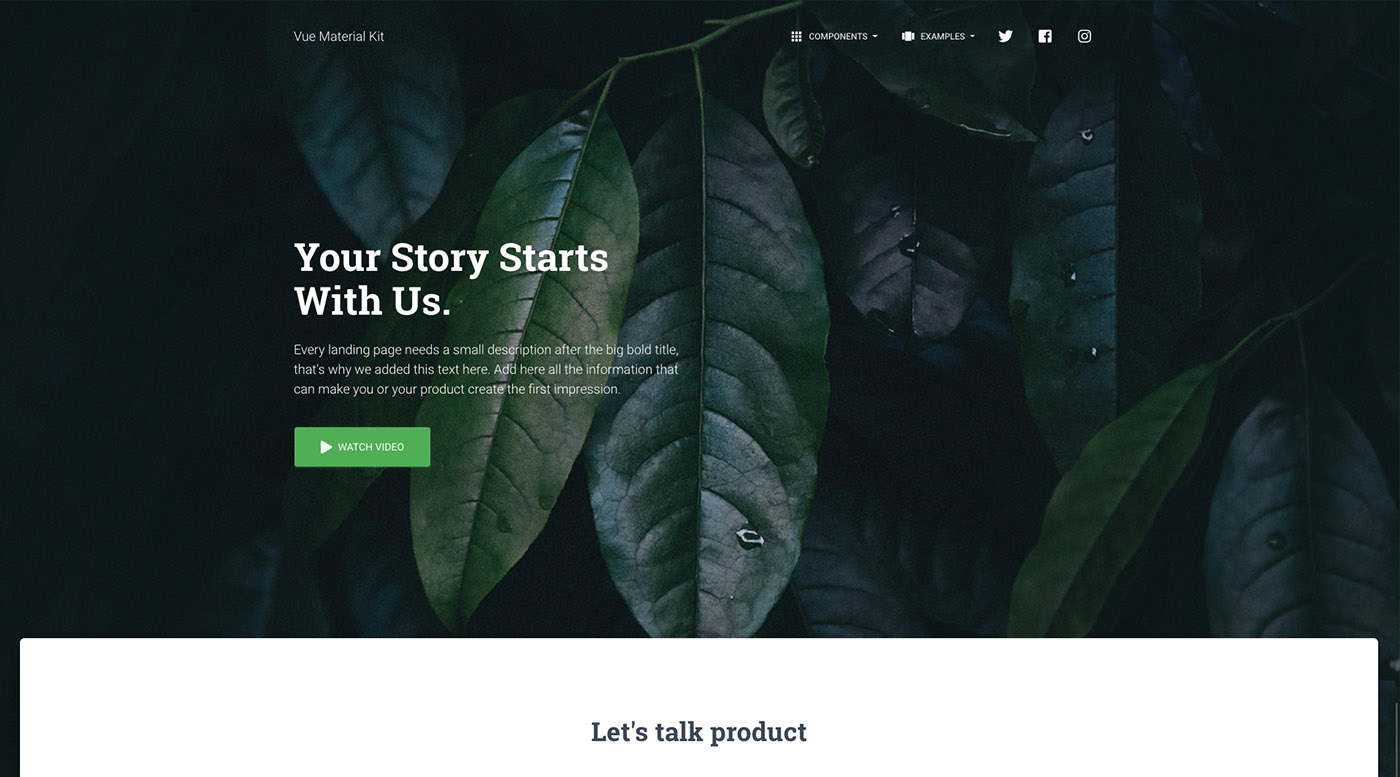 Vue Material Kit
COMPONENTS
EXAMPLES
Your Story Starts
With Us.
Every landing page needs a small description after the big bold title,
that's why we added this text here. Add here all the information that
can make you or your product create the first impression.
WATCH VIDEO
Let's talk product